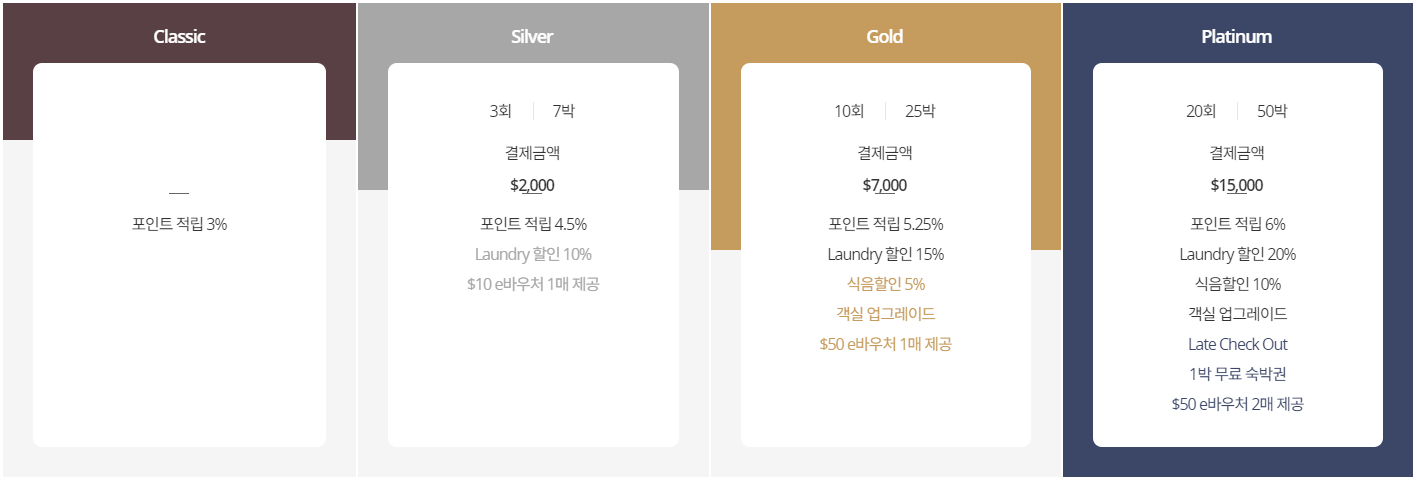 Classic
포인트 적립 3%
Silver
3회 7박
결제금액
$2,000
포인트 적립 4.5%
Laundry 할인 10%
$10 e바우처 1매 제공
Gold
10회 25박
결제금액
$7,000
포인트 적립 5.25%
Laundry 할인 15%
식음할인 5%
객실 업그레이드
$50 e바우처 1매 제공
Platinum
20회 50박
결제금액
$15,000
포인트 적립 6%
Laundry 할인 20%
식음할인 10%
객실 업그레이드
Late Check Out
1박 무료 숙박권
$50 e바우처 2매 제공